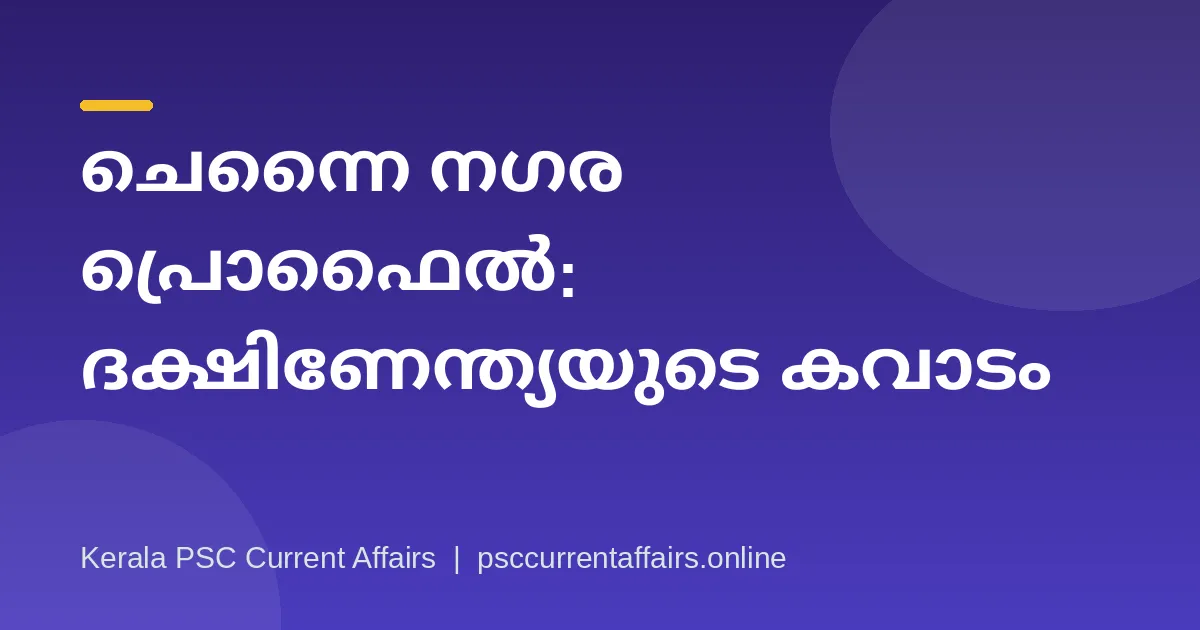 ചെന്നൈ നഗര
പ്രൊഫൈൽ:
ദക്ഷിണേന്ത്യയുടെ കവാടം
Kerala PSC Current Affairs | psccurrentaffairs.online